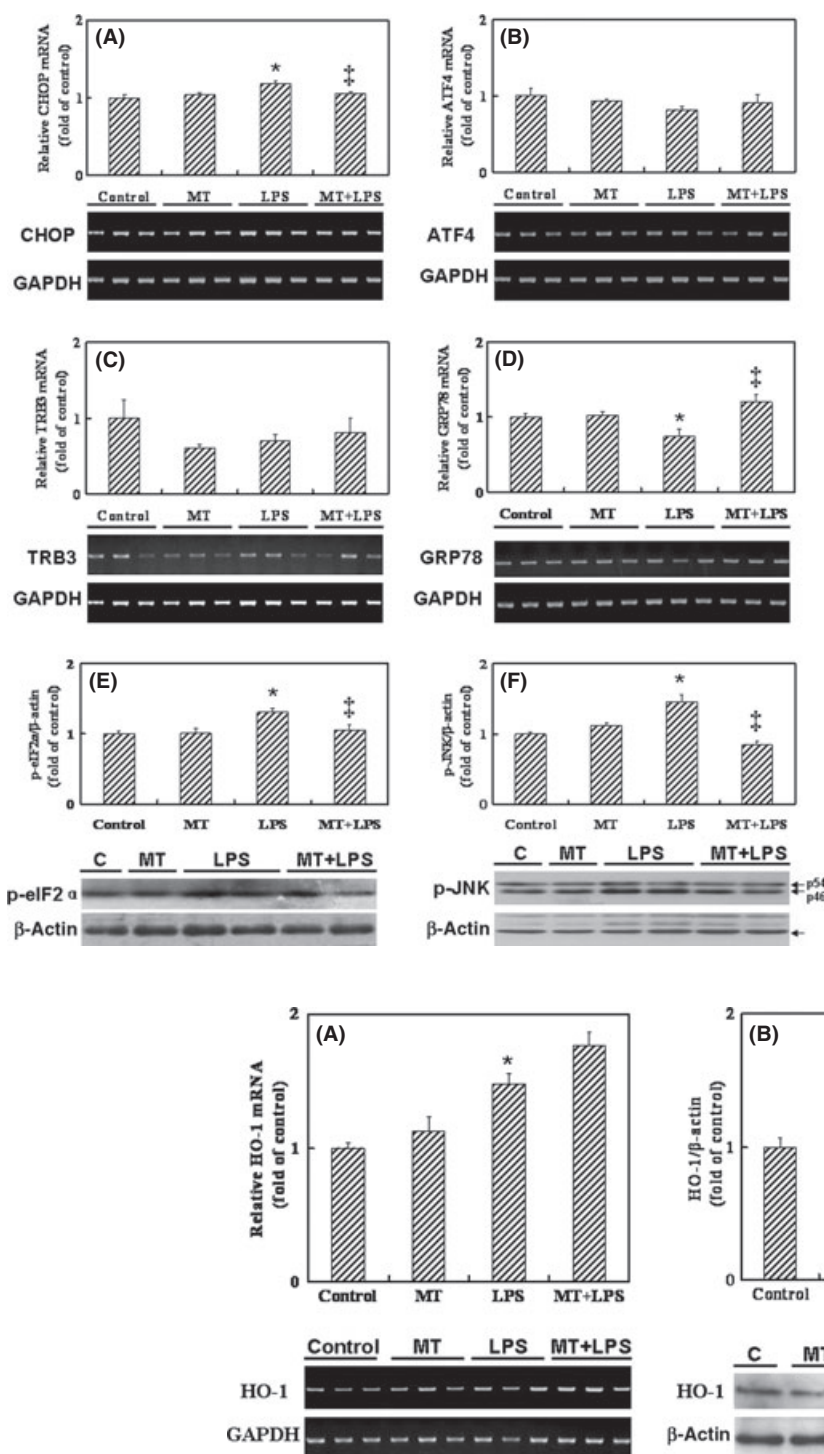 (A)
Relative CHOP mRNA
(fold of control)
2
1
0
*
‡
Control MT LPS MT+LPS
CHOP
GAPDH
(B)
Relative ATF4 mRNA
(fold of control)
2
1
0
Control MT LPS MT+LPS
ATF4
GAPDH
(C)
Relative TRB3 mRNA
(fold of control)
2
1
0
Control MT LPS MT+LPS
TRB3
GAPDH
(D)
Relative GRP78 mRNA
(fold of control)
2
1
0
*
‡
Control MT LPS MT+LPS
GRP78
GAPDH
(E)
p-eIF2α/β-actin
(fold of control)
2
1
0
*
‡
Control MT LPS MT+LPS
C MT LPS MT+LPS
p-eIF2 α
β-Actin
(F)
p-JNK/β-actin
(fold of control)
2
1
0
*
‡
Control MT LPS MT+LPS
C MT LPS MT+LPS
p-JNK
p54
p46
β-Actin
(A)
Relative HO-1 mRNA
(fold of control)
2
1
0
*
Control MT LPS MT+LPS
Control MT LPS MT+LPS
HO-1
GAPDH
(B)
HO-1/β-actin
(fold of control)
2
1
0
Control
C MT
HO-1
β-Actin